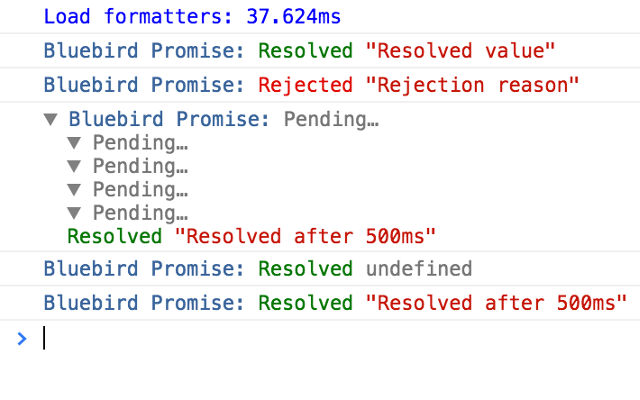 Load formatters: 37.624ms
Bluebird Promise: Resolved "Resolved value"
Bluebird Promise: Rejected "Rejection reason"
▼ Bluebird Promise: Pending…
▼ Pending…
▼ Pending…
▼ Pending…
▼ Pending…
Resolved "Resolved after 500ms"
Bluebird Promise: Resolved undefined
Bluebird Promise: Resolved "Resolved after 500ms"
>